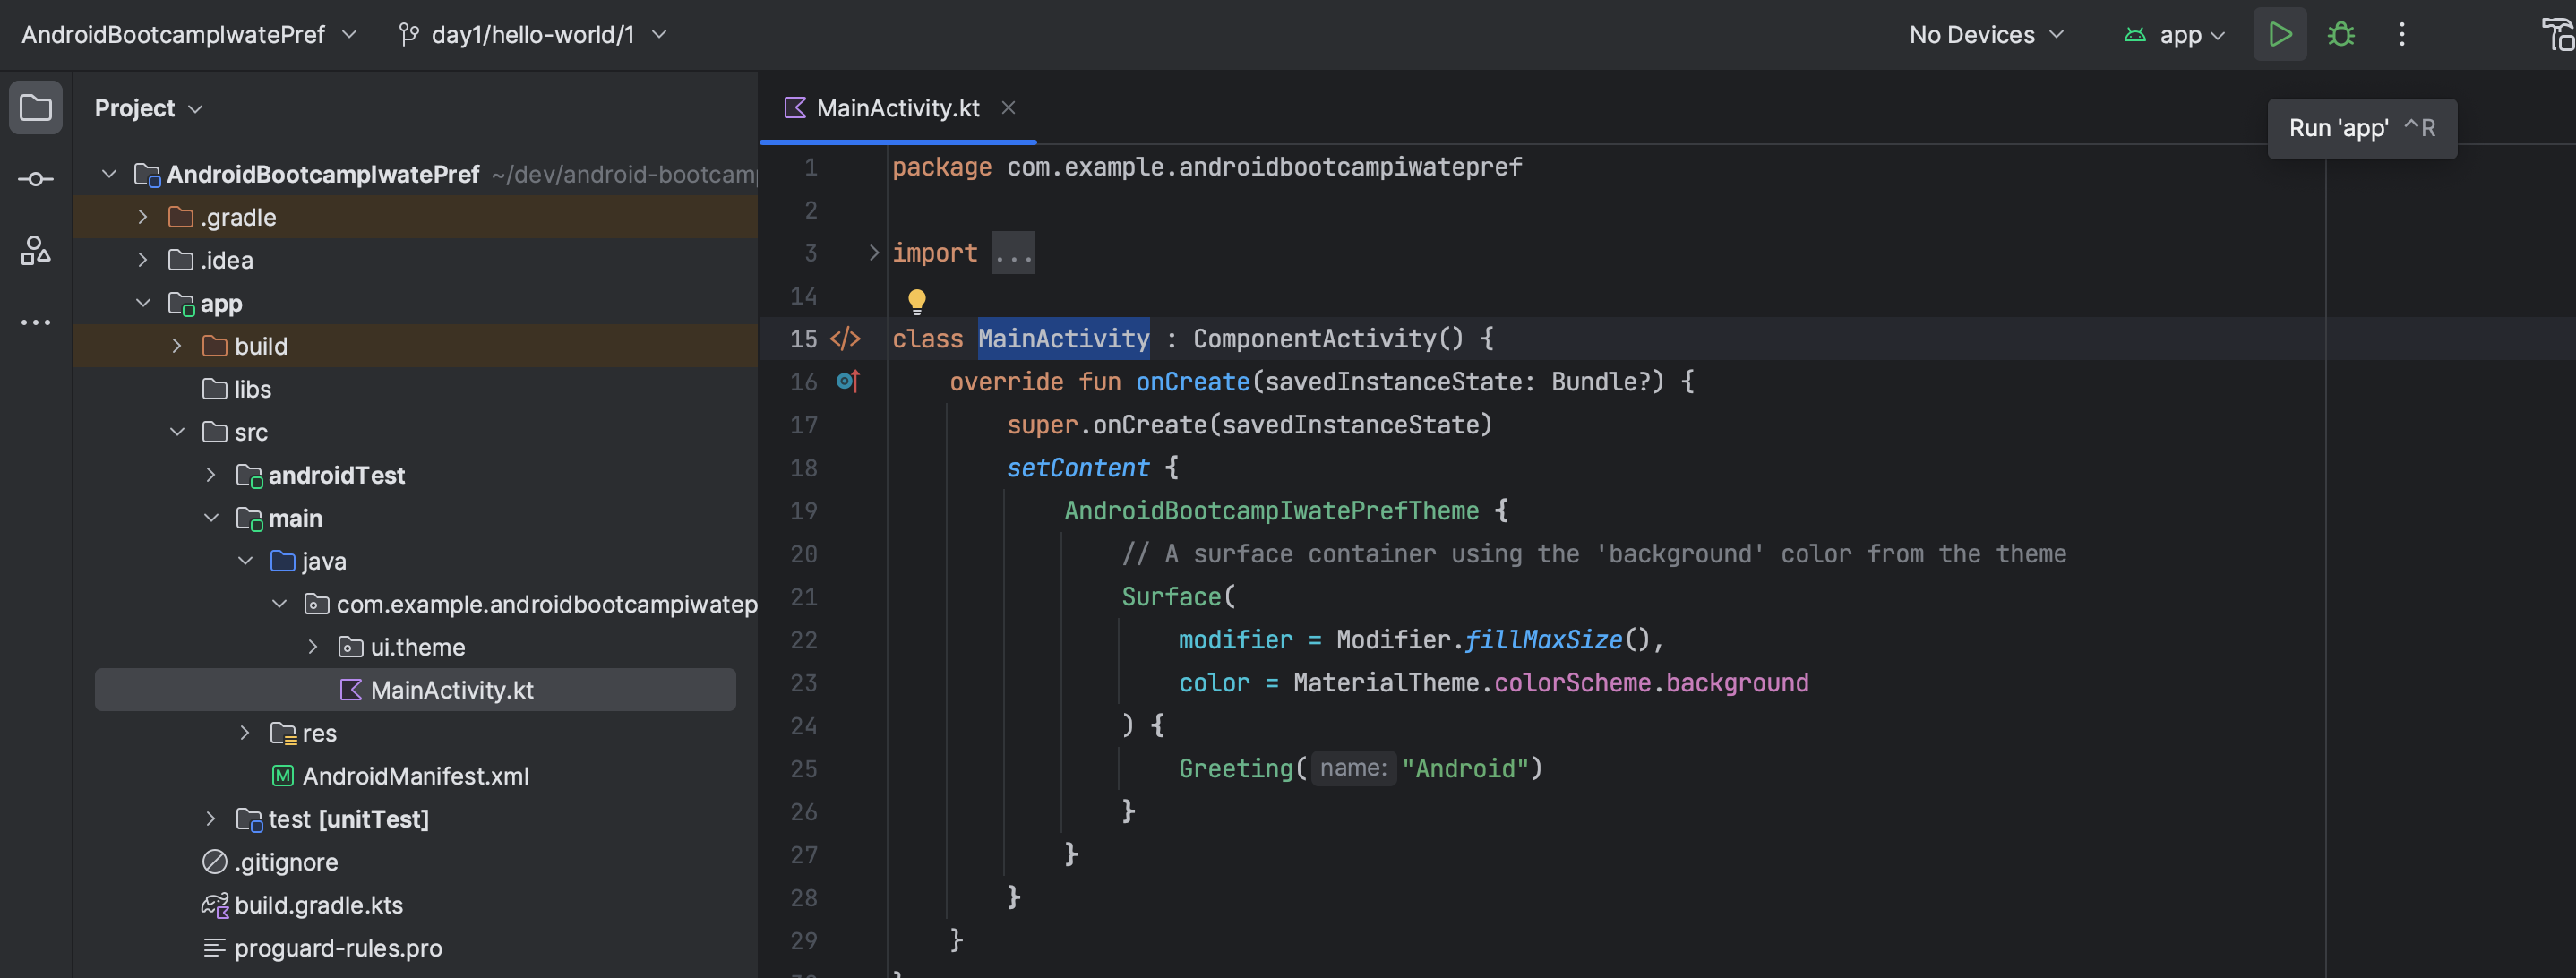 AndroidBootcampIwatePref day1/hello-world/1 No Devices app
Project
AndroidBootcampIwatePref ~/dev/android-bootcamp
.gradle
.idea
app
build
libs
src
androidTest
main
java
com.example.androidbootcampiwatep
ui.theme
MainActivity.kt
res
AndroidManifest.xml
test [unitTest]
.gitignore
build.gradle.kts
proguard-rules.pro
MainActivity.kt
Run 'app' ^R
1 package com.example.androidbootcampiwatepref
2
3 import ...
14
15 class MainActivity : ComponentActivity() {
16 override fun onCreate(savedInstanceState: Bundle?) {
17 super.onCreate(savedInstanceState)
18 setContent {
19 AndroidBootcampIwatePrefTheme {
20 // A surface container using the 'background' color from the theme
21 Surface(
22 modifier = Modifier.fillMaxSize(),
23 color = MaterialTheme.colorScheme.background
24 ) {
25 Greeting( name: "Android")
26 }
27 }
28 }
29 }